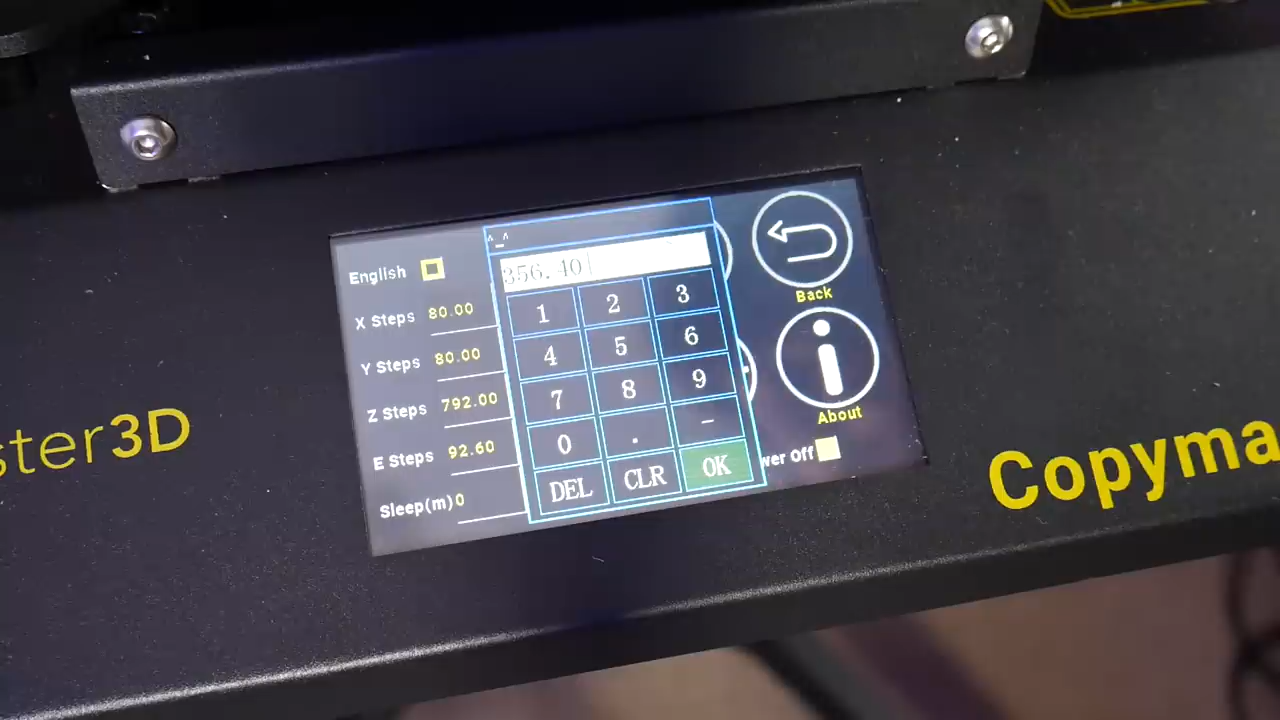 ^_^
356.40
English
X Steps 80.00
Y Steps 80.00
Z Steps 792.00
E Steps 92.60
Sleep(m) 0
1 2 3
4 5 6
7 8 9
0 . -
DEL CLR OK
Back
About
wer Off
ster3D
Copyma